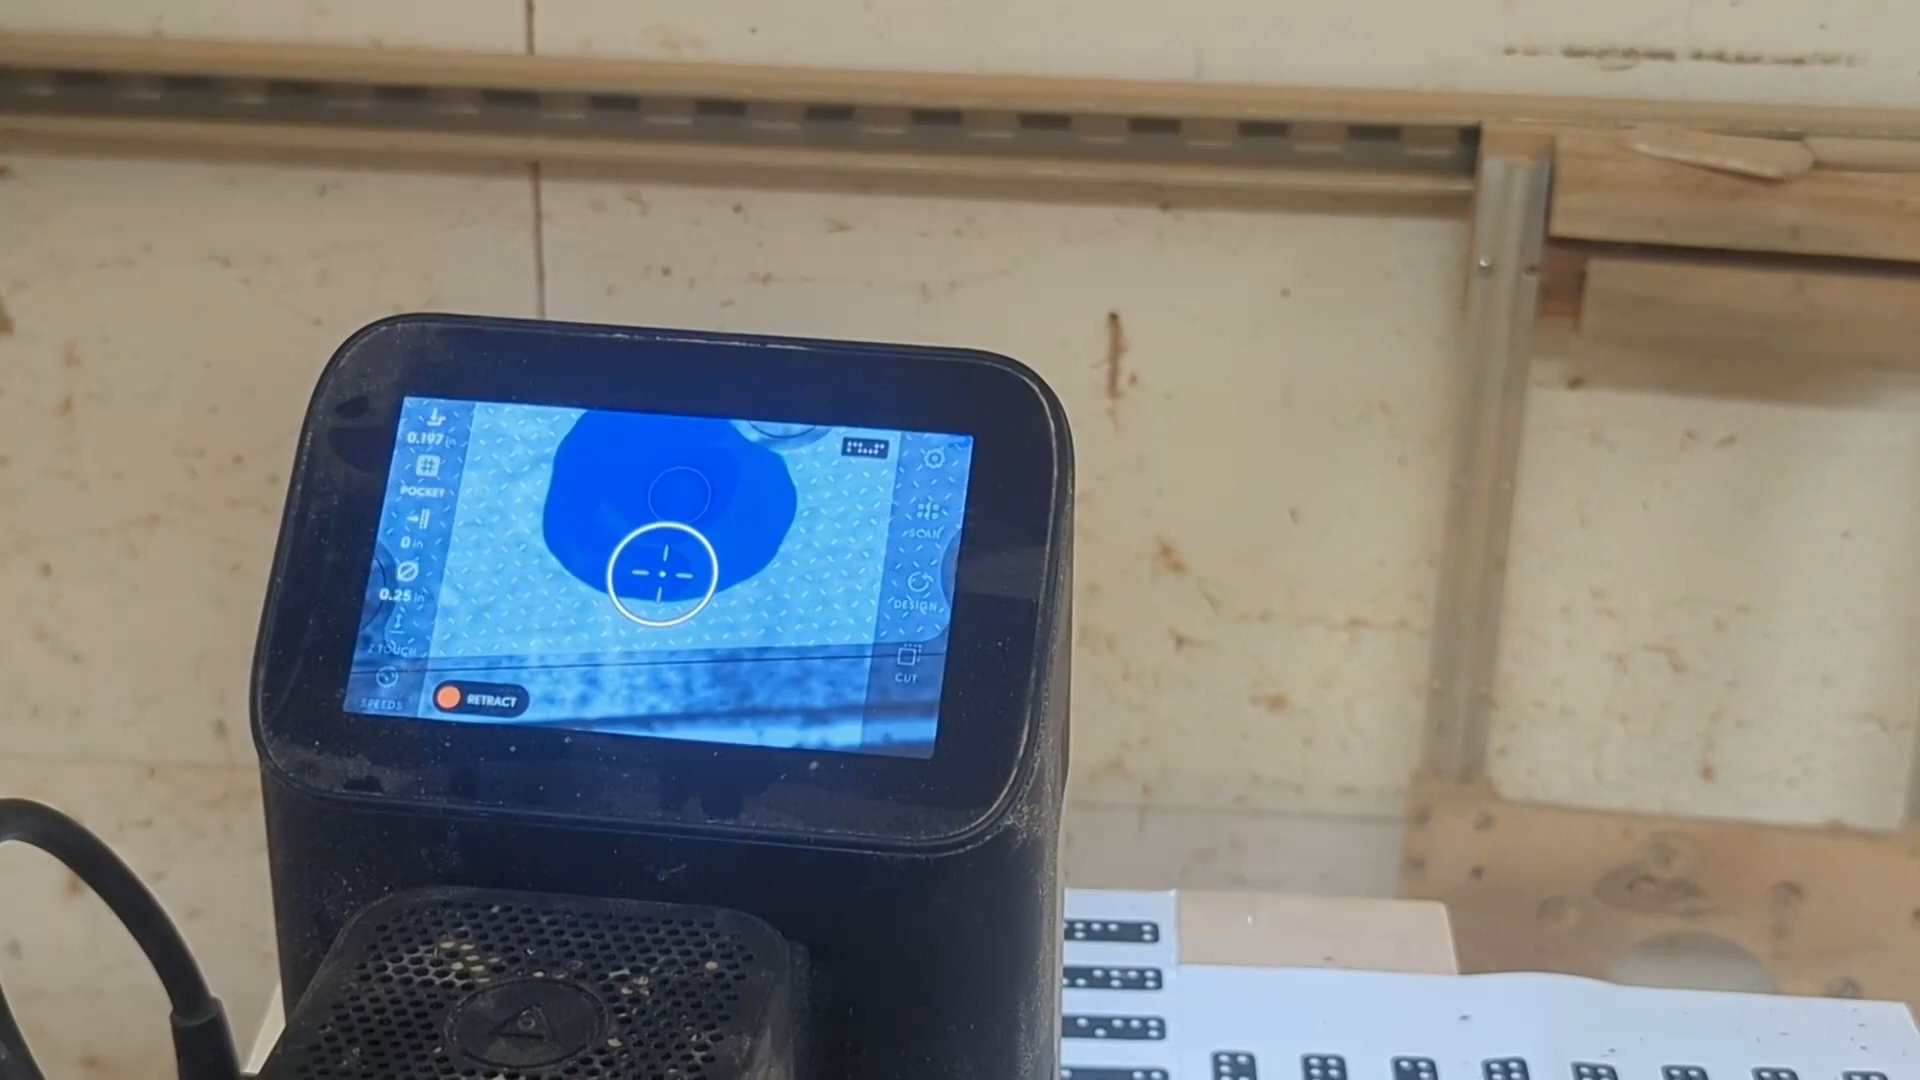 0.197 in
POCKET
0 in
0.25 in
Z TOUCH
SPEEDS
RETRACT
SCAN
DESIGN
CUT